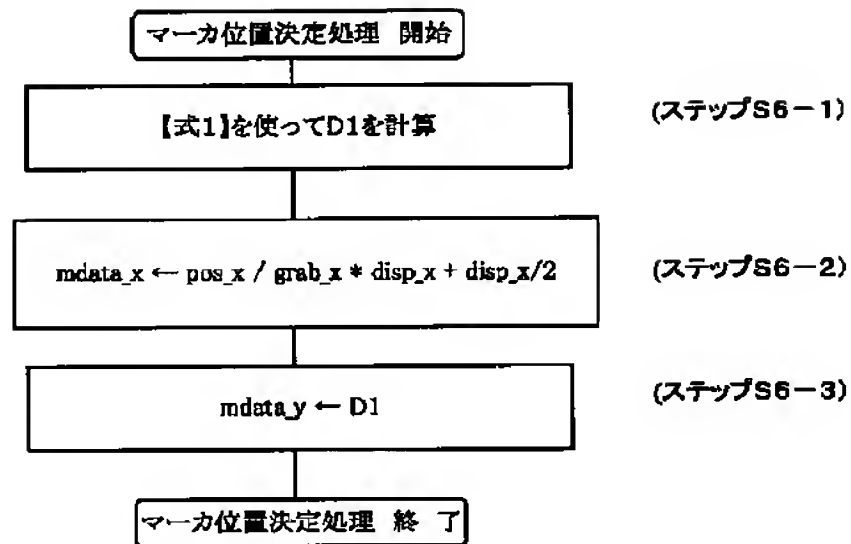 マーカ位置決定処理 開始
【式1】を使ってD1を計算
(ステップS6-1)
mdata_x ← pos_x / grab_x * disp_x + disp_x/2
(ステップS6-2)
mdata_y ← D1
(ステップS6-3)
マーカ位置決定処理 終 了